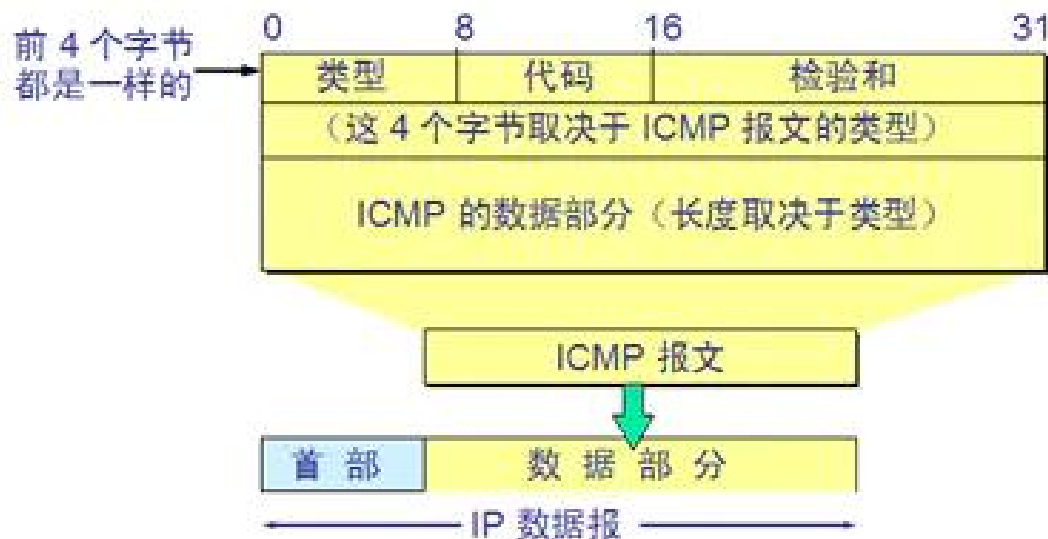 0 8 16 31
前 4 个字节
都是一样的
类型 代码 检验和
（这 4 个字节取决于 ICMP 报文的类型）
ICMP 的数据部分（长度取决于类型）
ICMP 报文
首 部 数 据 部 分
IP 数据报